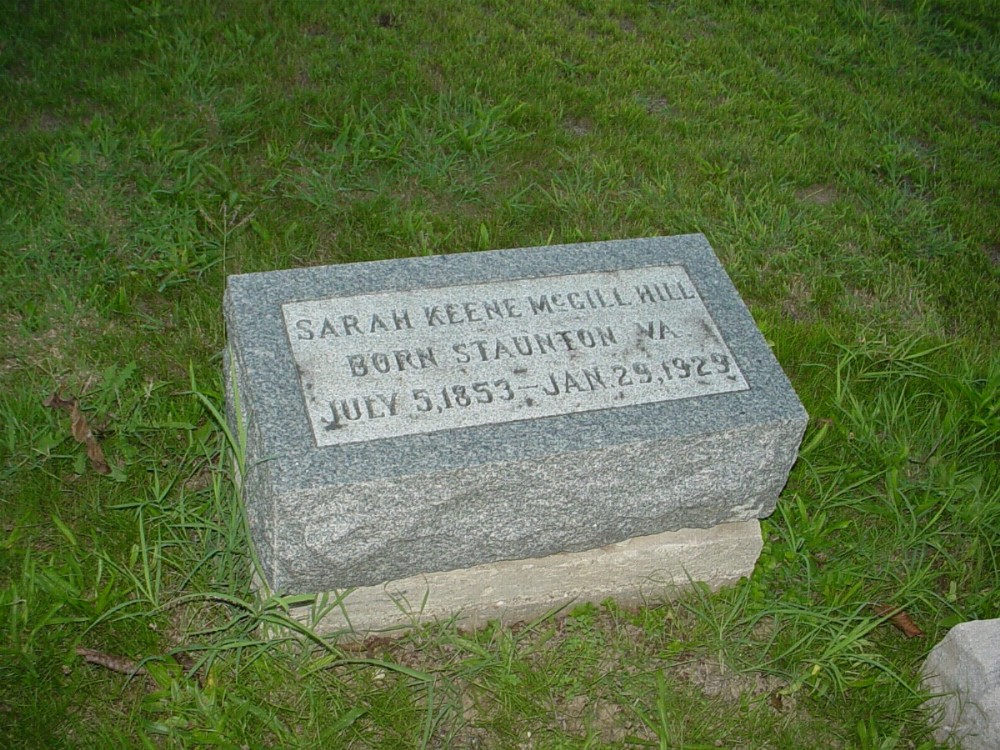 SARAH KEENE McGILL HILL
BORN STAUNTON VA
JULY 5, 1853 - JAN. 29, 1929